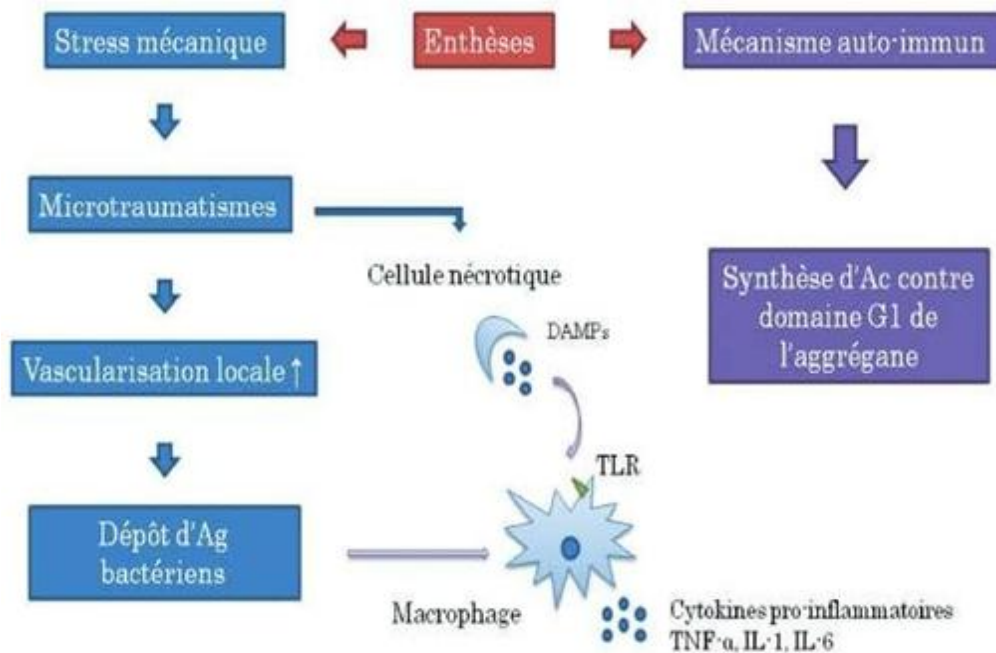 Stress mécanique
Enthèses
Mécanisme auto-immun
Microtraumatismes
Cellule nécrotique
Synthèse d'Ac contre
domaine G1 de
l'aggrégane
DAMPs
Vascularisation locale ↑
TLR
Dépôt d'Ag
bactériens
Macrophage
Cytokines pro-inflammatoires
TNF-α, IL-1, IL-6